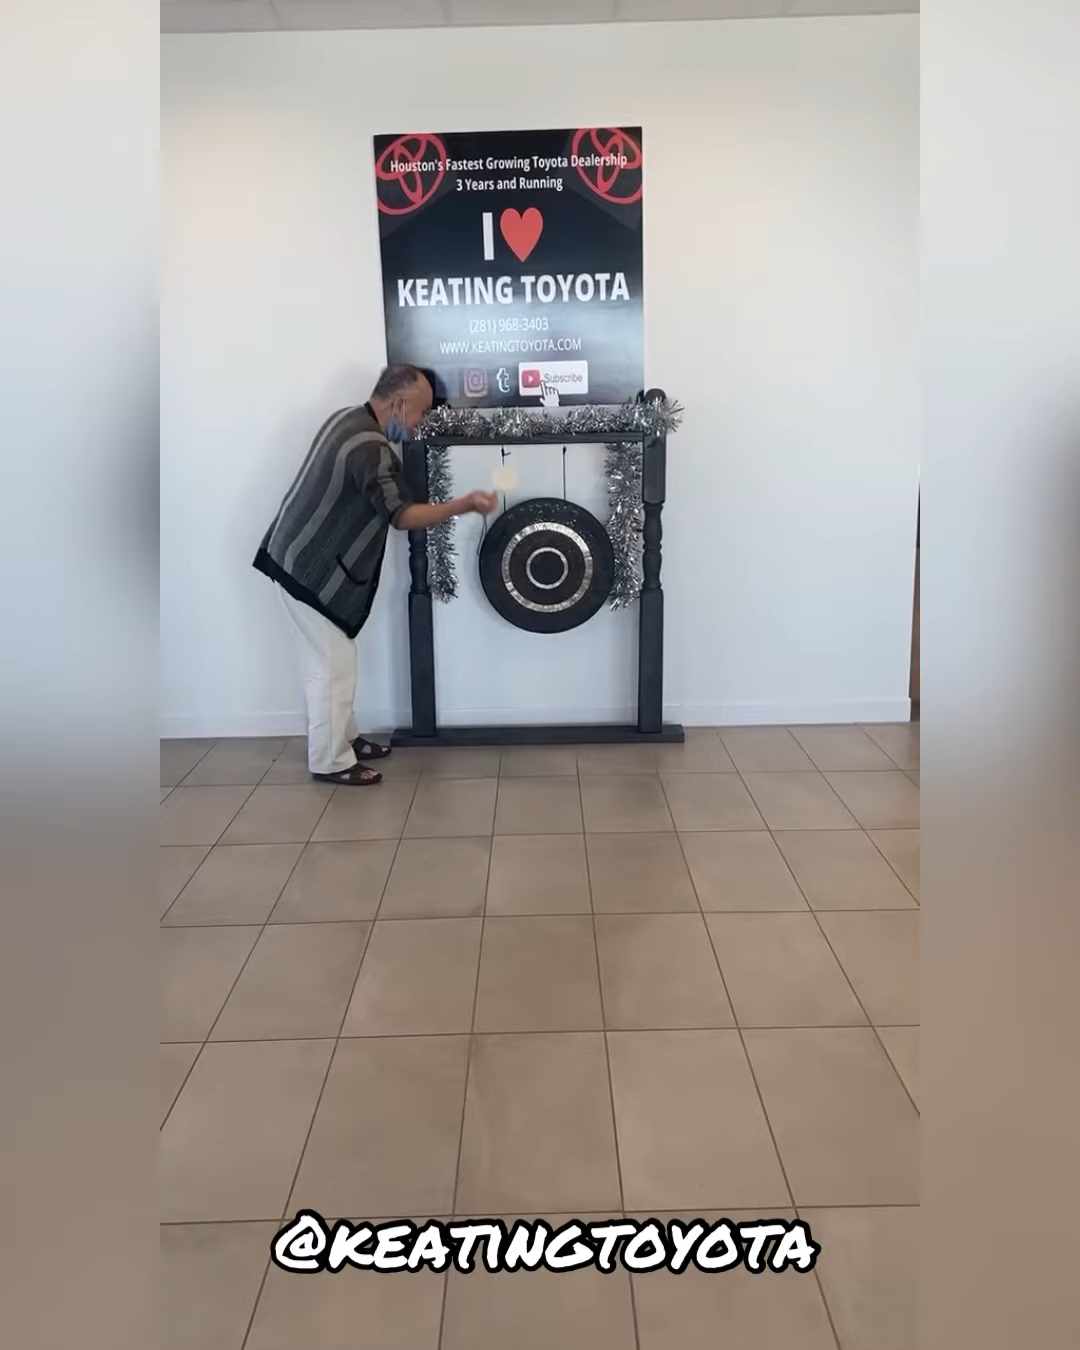 Houston's Fastest Growing Toyota Dealership
3 Years and Running
I
KEATING TOYOTA
(281) 968-3403
WWW.KEATINGTOYOTA.COM
t Subscribe
@KEATINGTOYOTA